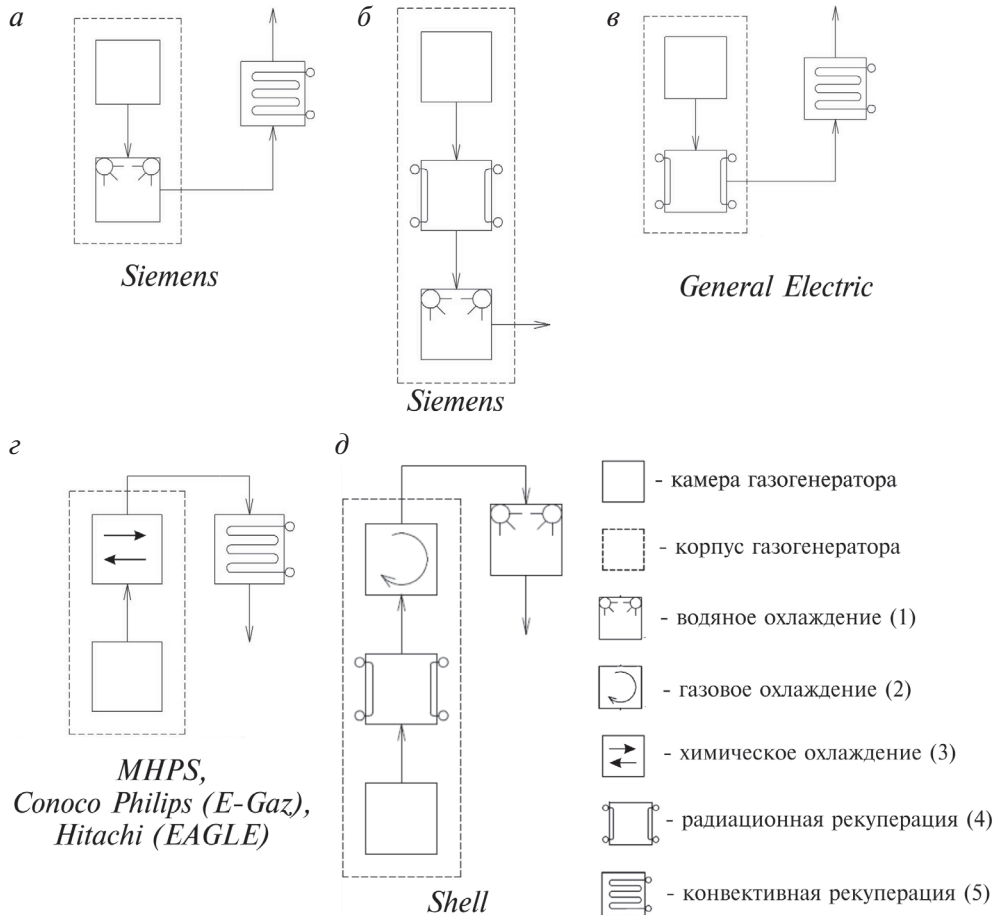 а
б
в
Siemens
Siemens
General Electric
г
д
MHPS,
Conoco Philips (E-Gaz),
Hitachi (EAGLE)
Shell
- камера газогенератора
- корпус газогенератора
- водяное охлаждение (1)
- газовое охлаждение (2)
- химическое охлаждение (3)
- радиационная рекуперация (4)
- конвективная рекуперация (5)